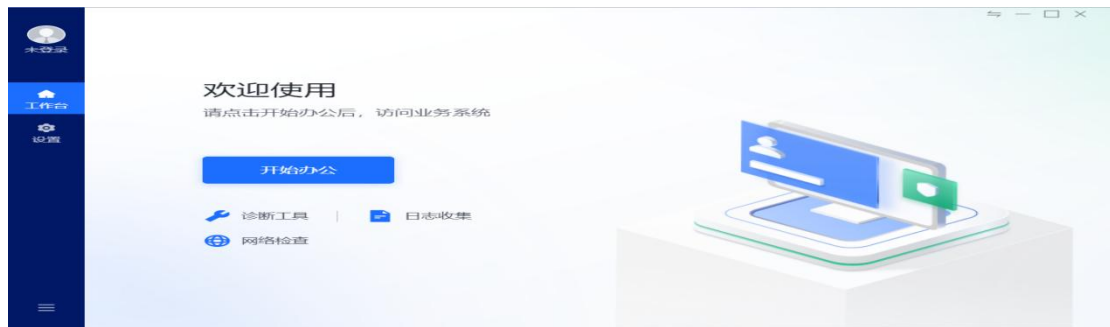 未登录
工作台
设置
欢迎使用
请点击开始办公后，访问业务系统
开始办公
诊断工具
日志收集
网络检查